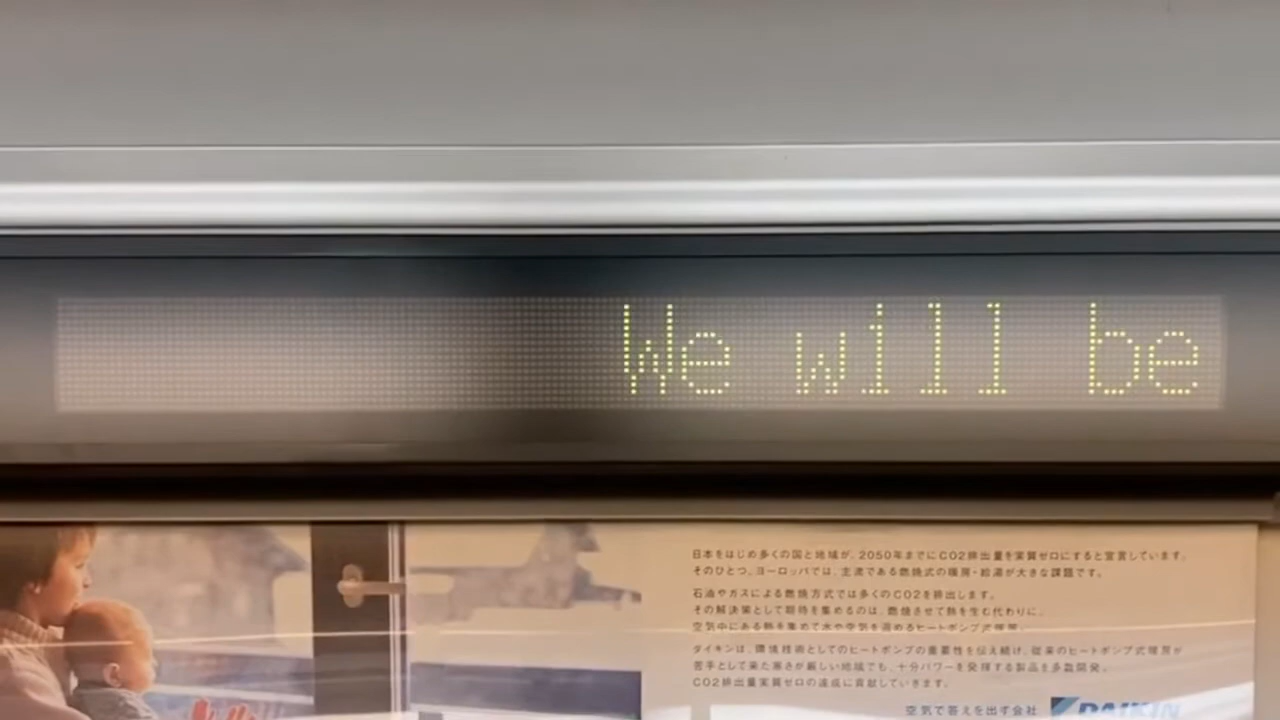 We will be
日本をはじめ多くの国と地域が、2050年までにCO2排出量を実質ゼロにすると宣言しています。
そのひとつ、ヨーロッパでは、主流である燃焼式の暖房・給湯が大きな課題です。
石油やガスによる燃焼方式では多くのCO2を排出します。
その解決策として期待を集めるのは、燃焼させて熱を生む代わりに、
空気中にある熱を集めて水や空気を温めるヒートポンプ式暖房。
ダイキンは、環境技術としてのヒートポンプの重要性を伝え続け、従来のヒートポンプ式暖房が
苦手として来た寒さが厳しい地域でも、十分パワーを発揮する製品を多数開発。
CO2排出量実質ゼロの達成に貢献していきます。
空気で答えを出す会社 DAIKIN